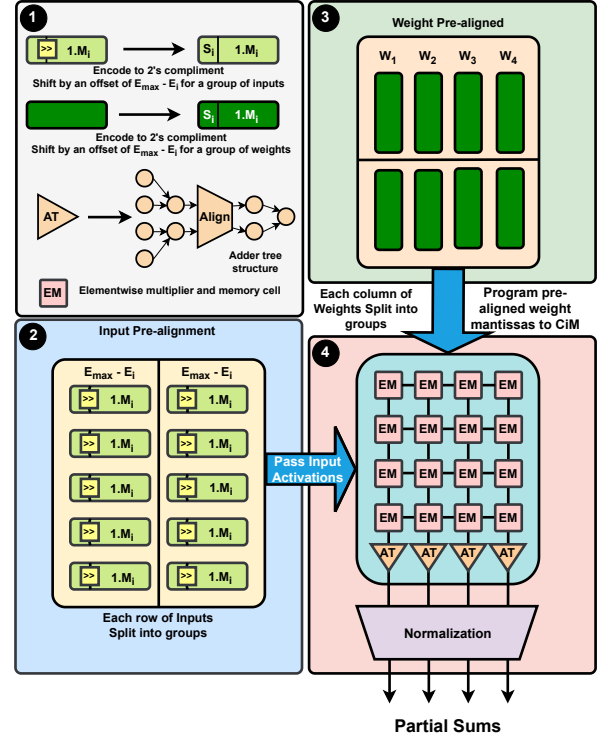 1
>> 1.Mi
Si 1.Mi
Encode to 2's compliment
Shift by an offset of Emax - Ei for a group of inputs
Si 1.Mi
Encode to 2's compliment
Shift by an offset of Emax - Ei for a group of weights
AT
Align
Adder tree
structure
EM
Elementwise multiplier and memory cell
3
Weight Pre-aligned
W1 W2 W3 W4
Each column of
Weights Split into
groups
Program pre-
aligned weight
mantissas to CiM
2
Input Pre-alignment
Emax - Ei Emax - Ei
>> 1.Mi >> 1.Mi
>> 1.Mi >> 1.Mi
>> 1.Mi >> 1.Mi
>> 1.Mi >> 1.Mi
>> 1.Mi >> 1.Mi
Each row of Inputs
Split into groups
Pass Input
Activations
4
EM EM EM EM
EM EM EM EM
EM EM EM EM
EM EM EM EM
AT AT AT AT
Normalization
Partial Sums